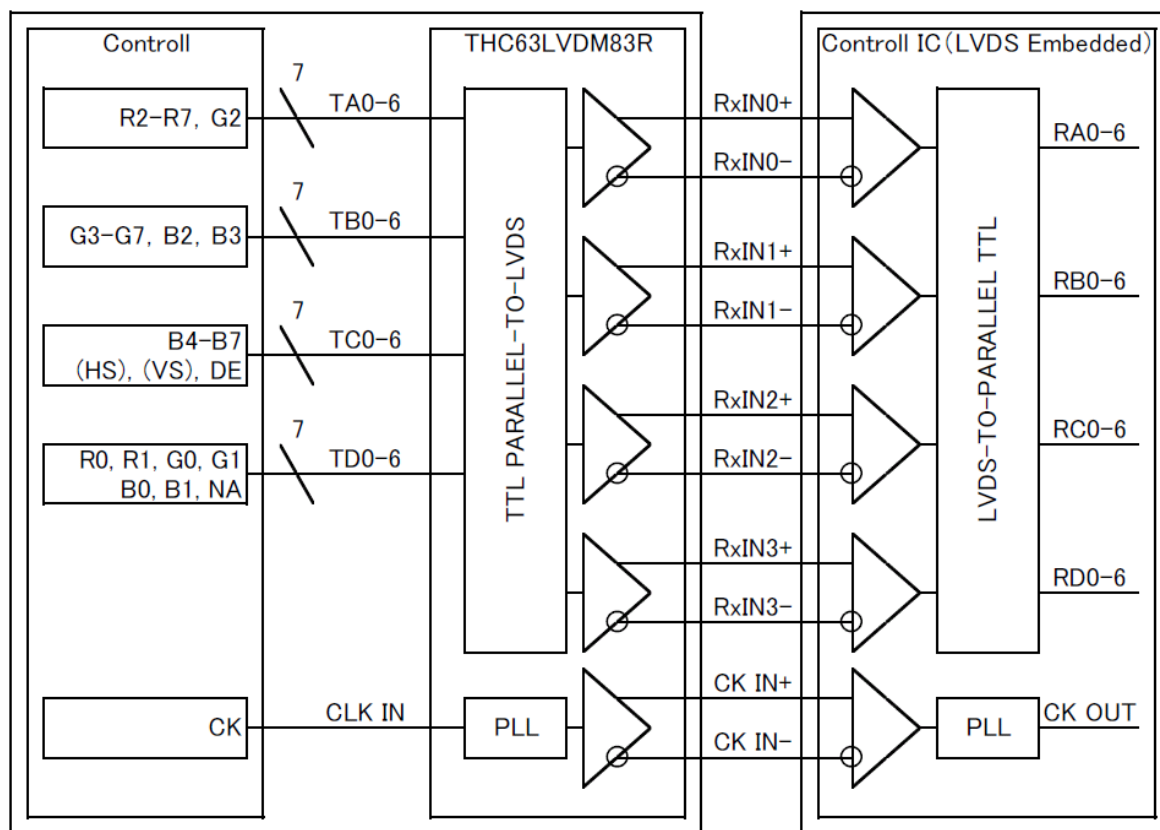 Controll
THC63LVDM83R
Controll IC(LVDS Embedded)
R2-R7, G2
7
TA0-6
G3-G7, B2, B3
7
TB0-6
B4-B7
(HS), (VS), DE
7
TC0-6
R0, R1, G0, G1
B0, B1, NA
7
TD0-6
CK
CLK IN
TTL PARALLEL-TO-LVDS
PLL
RxIN0+
RxIN0-
RxIN1+
RxIN1-
RxIN2+
RxIN2-
RxIN3+
RxIN3-
CK IN+
CK IN-
LVDS-TO-PARALLEL TTL
PLL
RA0-6
RB0-6
RC0-6
RD0-6
CK OUT